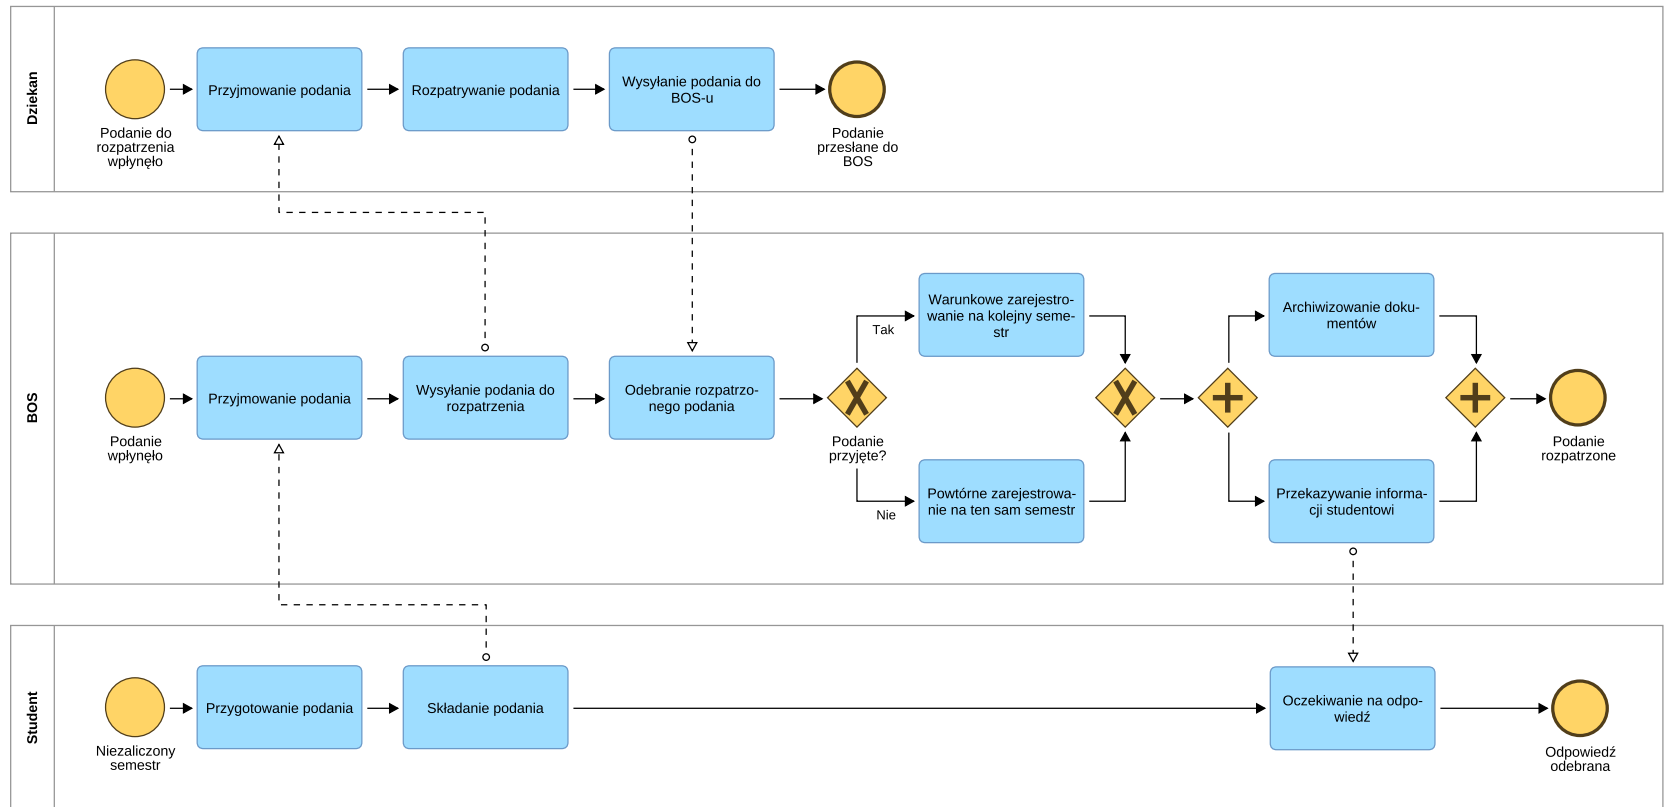 Dziekan
Przyjmowanie podania
Rozpatrywanie podania
Wysyłanie podania do
BOS-u
Podanie do
rozpatrzenia
wpłynęło
Podanie
przesłane do
BOS
BOS
Przyjmowanie podania
Wysyłanie podania do
rozpatrzenia
Odebranie rozpatrzo-
nego podania
Podanie
wpłynęło
Podanie
przyjęte?
Tak
Nie
Warunkowe zarejestro-
wanie na kolejny seme-
str
Powtórne zarejestrowa-
nie na ten sam semestr
Archiwizowanie doku-
mentów
Przekazywanie informa-
cji studentowi
Podanie
rozpatrzone
Student
Przygotowanie podania
Składanie podania
Oczekiwanie na odpo-
wiedź
Niezaliczony
semestr
Odpowiedź
odebrana